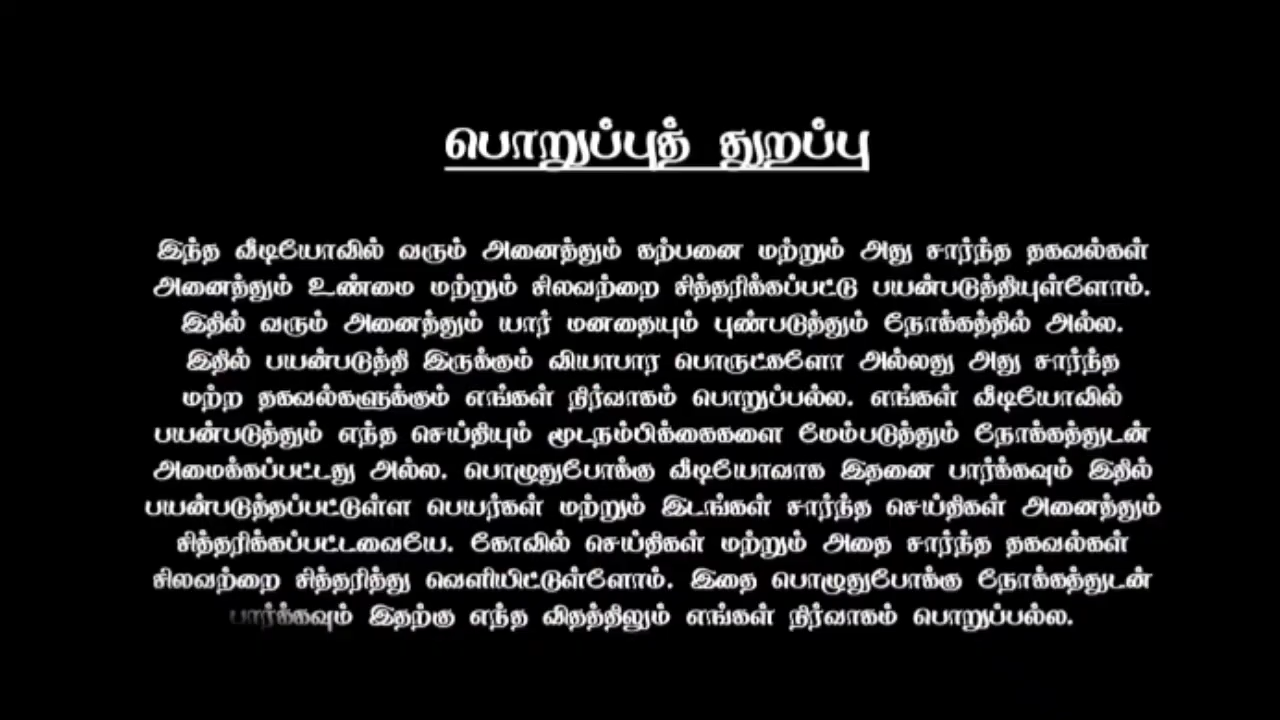 பொறுப்புத் துறப்பு
இந்த வீடியோவில் வரும் அனைத்தும் கற்பனை மற்றும் அது சார்ந்த தகவல்கள்
அனைத்தும் உண்மை மற்றும் சிலவற்றை சித்தரிக்கப்பட்டு பயன்படுத்தியுள்ளோம்.
இதில் வரும் அனைத்தும் யார் மனதையும் புண்படுத்தும் நோக்கத்தில் அல்ல.
இதில் பயன்படுத்தி இருக்கும் வியாபார பொருட்களோ அல்லது அது சார்ந்த
மற்ற தகவல்களுக்கும் எங்கள் நிர்வாகம் பொறுப்பல்ல. எங்கள் வீடியோவில்
பயன்படுத்தும் எந்த செய்தியும் மூடநம்பிக்கைகளை மேம்படுத்தும் நோக்கத்துடன்
அமைக்கப்பட்டது அல்ல. பொழுதுபோக்கு வீடியோவாக இதனை பார்க்கவும் இதில்
பயன்படுத்தப்பட்டுள்ள பெயர்கள் மற்றும் இடங்கள் சார்ந்த செய்திகள் அனைத்தும்
சித்தரிக்கப்பட்டவையே. கோவில் செய்திகள் மற்றும் அதை சார்ந்த தகவல்கள்
சிலவற்றை சித்தரித்து வெளியிட்டுள்ளோம். இதை பொழுதுபோக்கு நோக்கத்துடன்
பார்க்கவும் இதற்கு எந்த விதத்திலும் எங்கள் நிர்வாகம் பொறுப்பல்ல.